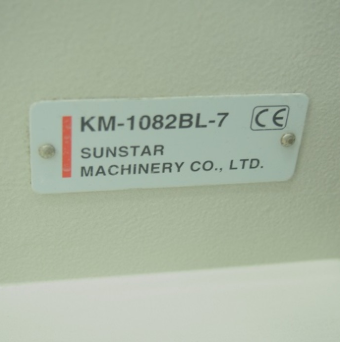 KM-1082BL-7 CE
SUNSTAR
MACHINERY CO., LTD.